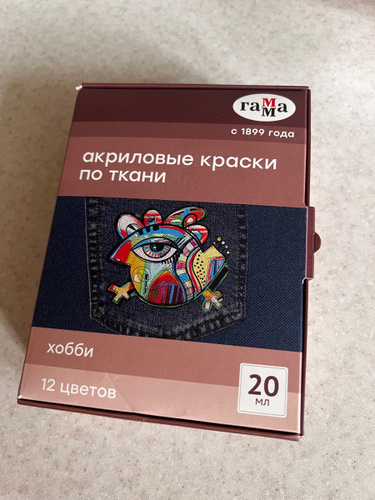 гамма
с 1899 года
акриловые краски
по ткани
хобби
12 цветов
20
мл